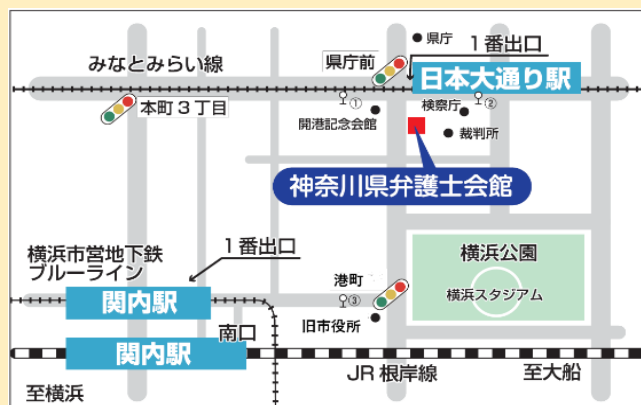 県庁
1番出口
県庁前
みなとみらい線
日本大通り駅
本町3丁目
①
開港記念会館
検察庁
②
裁判所
神奈川県弁護士会館
横浜市営地下鉄
ブルーライン
1番出口
関内駅
港町
③
旧市役所
横浜公園
横浜スタジアム
南口
関内駅
至横浜
JR根岸線
至大船